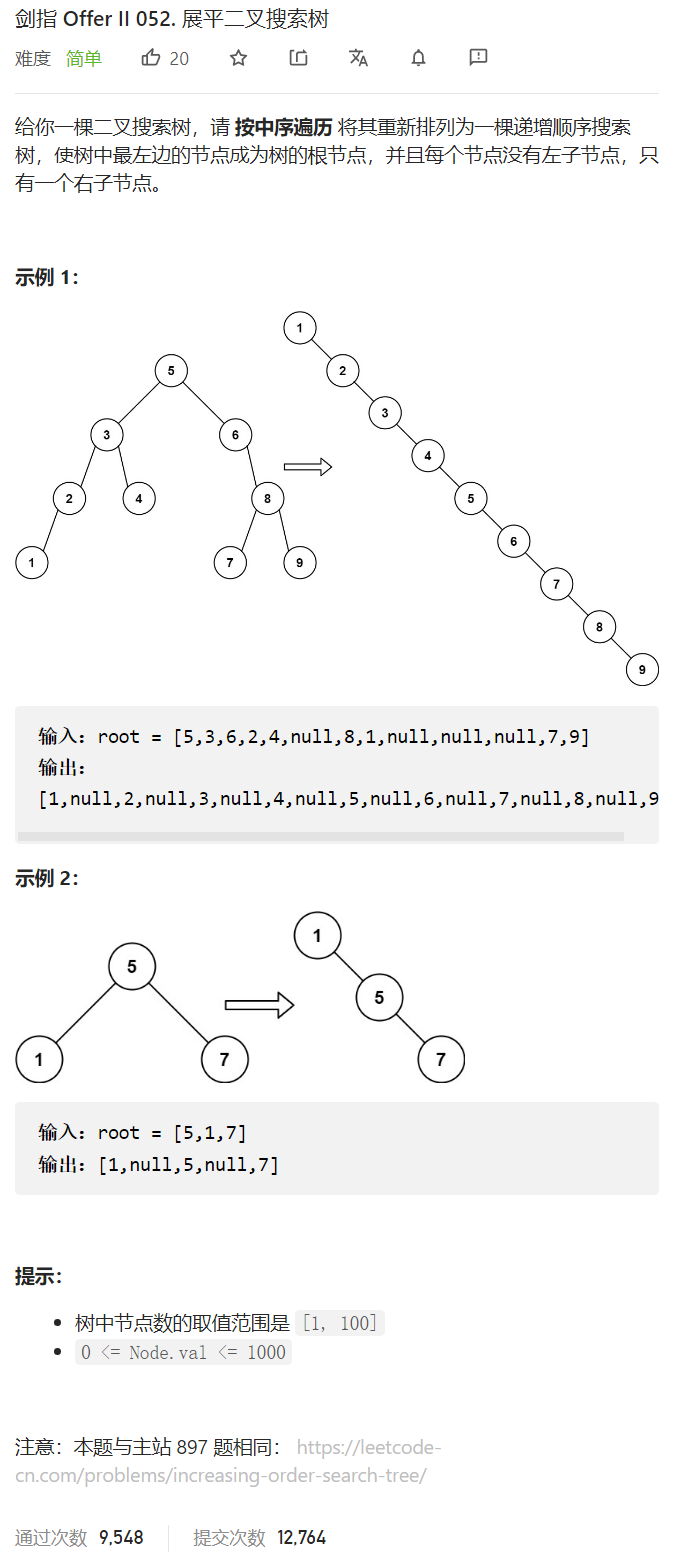 剑指 Offer II 052. 展平二叉搜索树
难度 简单 20
给你一棵二叉搜索树，请 按中序遍历 将其重新排列为一棵递增顺序搜索
树，使树中最左边的节点成为树的根节点，并且每个节点没有左子节点，只
有一个右子节点。
示例 1：
1
5 2
3 6 3
4
2 4 8 5
6
1 7 9 7
8
9
输入：root = [5,3,6,2,4,null,8,1,null,null,null,7,9]
输出：
[1,null,2,null,3,null,4,null,5,null,6,null,7,null,8,null,9
示例 2：
1
5
5
1 7 7
输入：root = [5,1,7]
输出：[1,null,5,null,7]
提示：
• 树中节点数的取值范围是 [1, 100]
• 0 <= Node.val <= 1000
注意：本题与主站 897 题相同： https://leetcode-
cn.com/problems/increasing-order-search-tree/
通过次数 9,548 提交次数 12,764